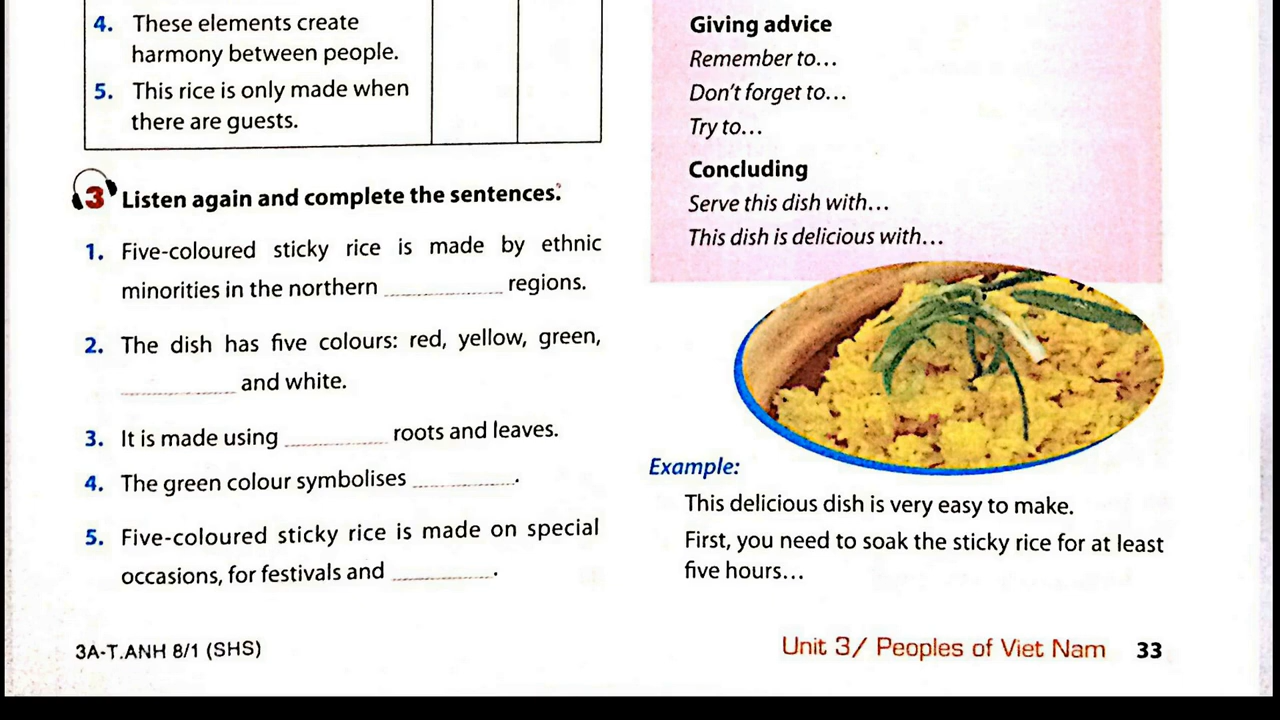 4. These elements create
harmony between people.
5. This rice is only made when
there are guests.
3 Listen again and complete the sentences.
1. Five-coloured sticky rice is made by ethnic
minorities in the northern ............ regions.
2. The dish has five colours: red, yellow, green,
............ and white.
3. It is made using ............ roots and leaves.
4. The green colour symbolises .............
5. Five-coloured sticky rice is made on special
occasions, for festivals and .............
3A-T.ANH 8/1 (SHS)
Giving advice
Remember to...
Don't forget to...
Try to...
Concluding
Serve this dish with...
This dish is delicious with...
Example:
This delicious dish is very easy to make.
First, you need to soak the sticky rice for at least
five hours...
Unit 3/ Peoples of Viet Nam 33